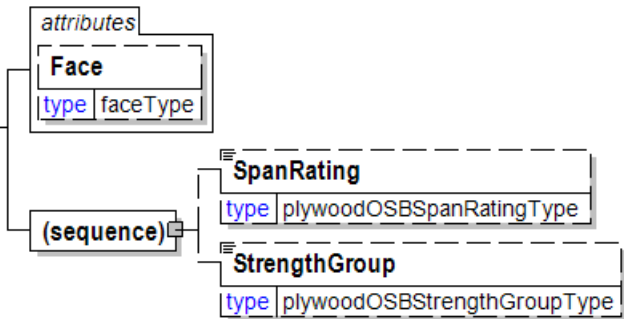 attributes
Face
type faceType
SpanRating
type plywoodOSBSpanRatingType
(sequence)
StrengthGroup
type plywoodOSBStrengthGroupType